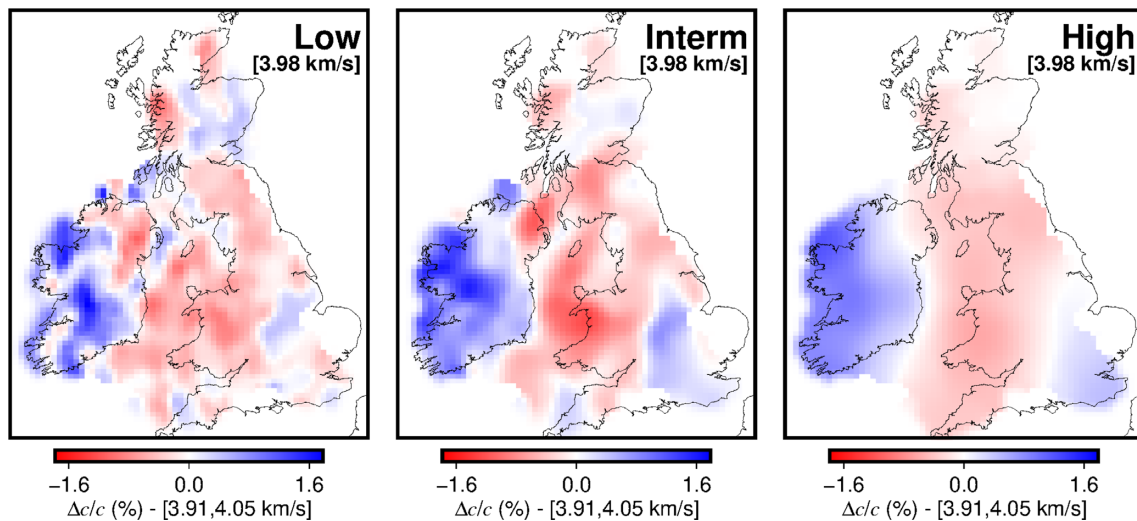 Low
[3.98 km/s]
Interm
[3.98 km/s]
High
[3.98 km/s]
−1.6 0.0 1.6
Δc/c (%) - [3.91,4.05 km/s]
−1.6 0.0 1.6
Δc/c (%) - [3.91,4.05 km/s]
−1.6 0.0 1.6
Δc/c (%) - [3.91,4.05 km/s]